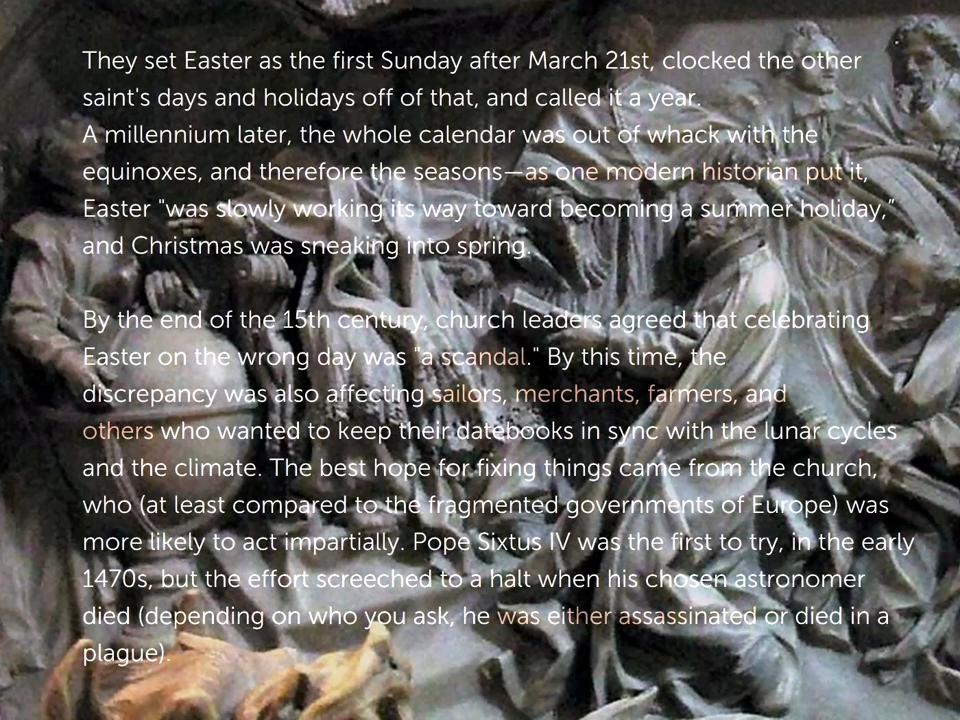 They set Easter as the first Sunday after March 21st, clocked the other
saint's days and holidays off of that, and called it a year.
A millennium later, the whole calendar was out of whack with the
equinoxes, and therefore the seasons—as one modern historian put it,
Easter "was slowly working its way toward becoming a summer holiday,”
and Christmas was sneaking into spring.
By the end of the 15th century, church leaders agreed that celebrating
Easter on the wrong day was "a scandal." By this time, the
discrepancy was also affecting sailors, merchants, farmers, and
others who wanted to keep their datebooks in sync with the lunar cycles
and the climate. The best hope for fixing things came from the church,
who (at least compared to the fragmented governments of Europe) was
more likely to act impartially. Pope Sixtus IV was the first to try, in the early
1470s, but the effort screeched to a halt when his chosen astronomer
died (depending on who you ask, he was either assassinated or died in a
plague).